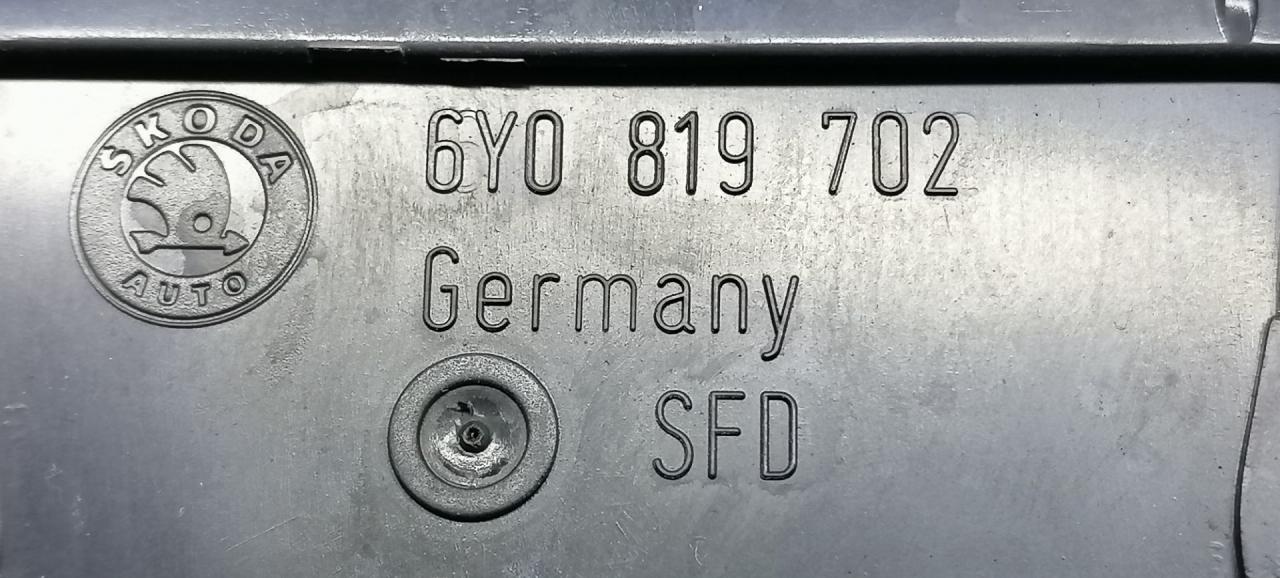 ŠKODA
AUTO
6Y0 819 702
Germany
SFD